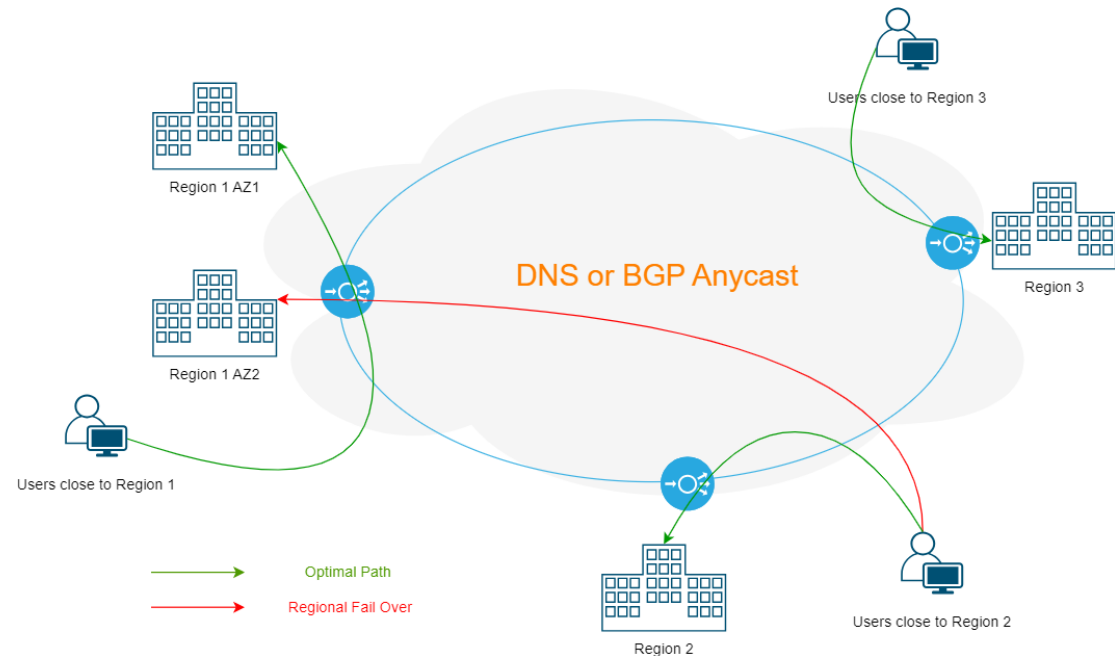 Users close to Region 3
Region 1 AZ1
DNS or BGP Anycast
Region 3
Region 1 AZ2
Users close to Region 1
Optimal Path
Regional Fail Over
Users close to Region 2
Region 2